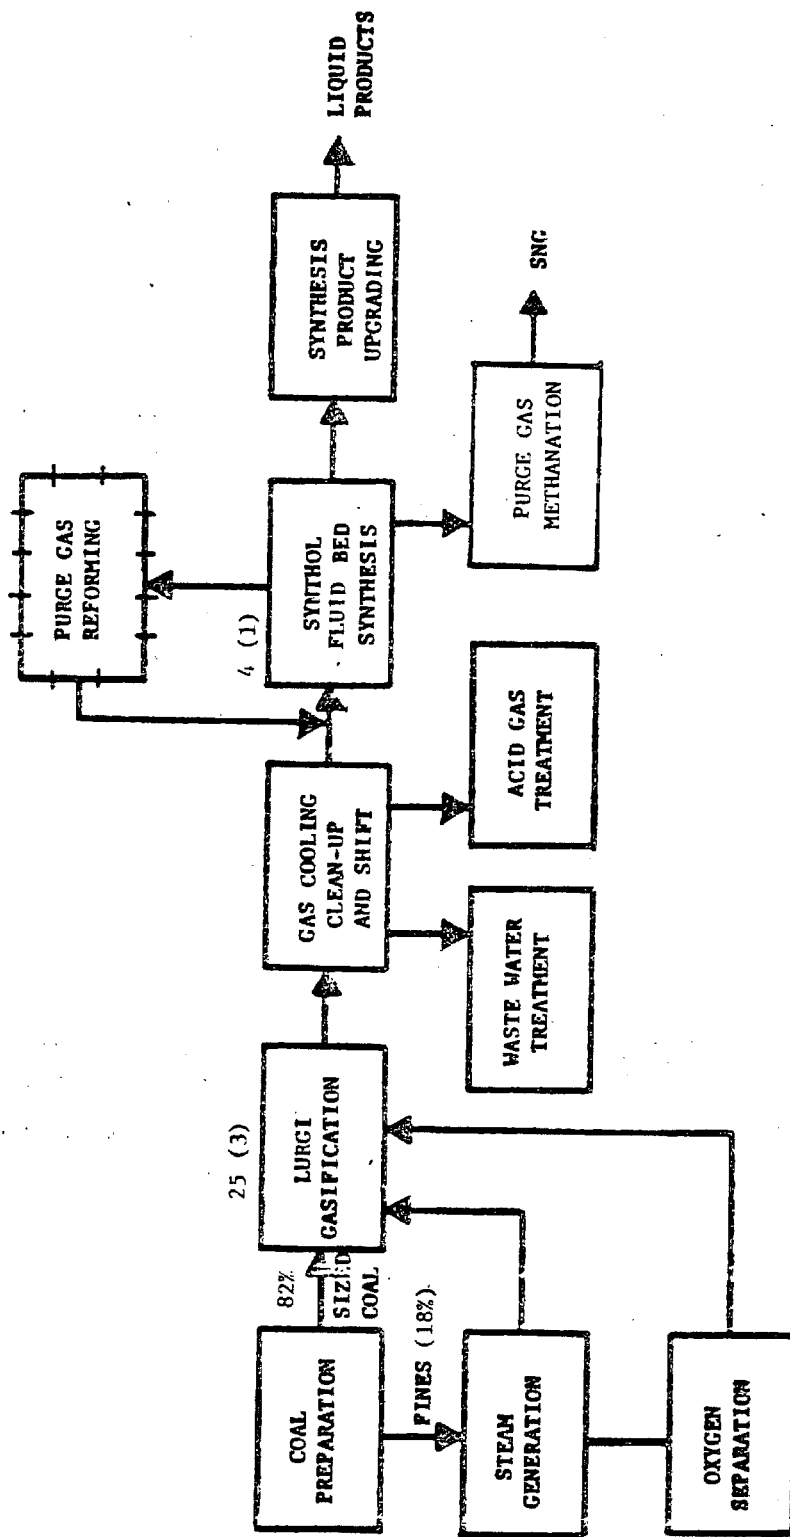 COAL
PREPARATION
82%
SIZED
COAL
FINES (18%)
STEAM
GENERATION
OXYGEN
SEPARATION
25 (3)
LURGI
GASIFICATION
GAS COOLING
CLEAN-UP
AND SHIFT
WASTE WATER
TREATMENT
ACID GAS
TREATMENT
PURGE GAS
REFORMING
4 (1)
SYNTHOL
FLUID BED
SYNTHESIS
PURGE GAS
METHANATION
SNG
SYNTHESIS
PRODUCT
UPGRADING
LIQUID
PRODUCTS